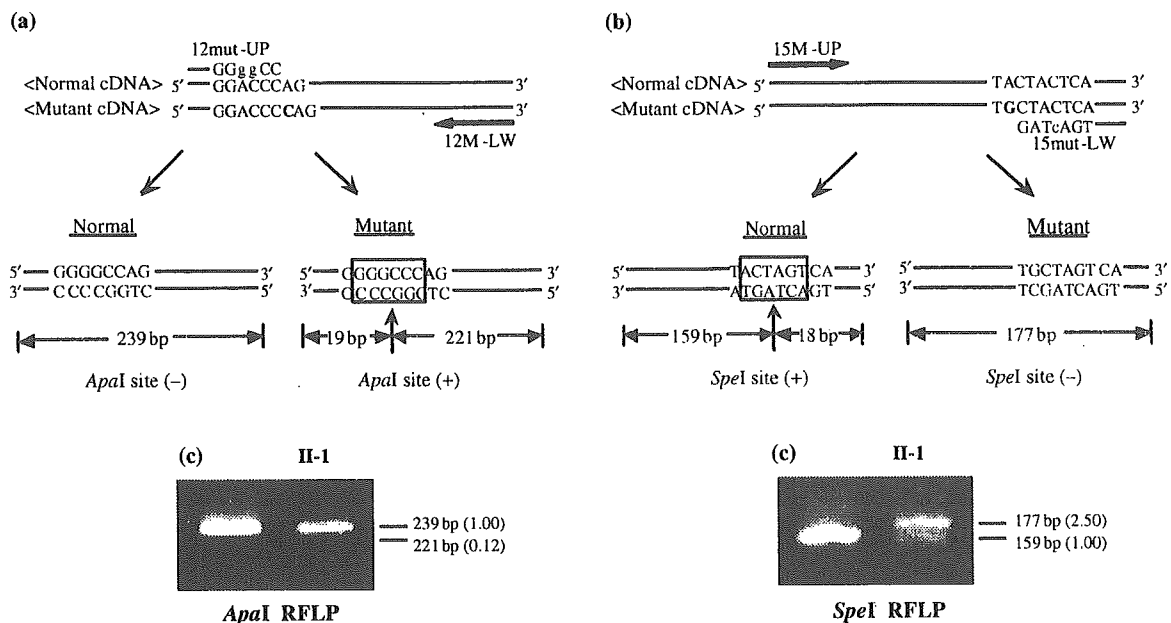 (a)
12mut-UP
GGggCC
<Normal cDNA> 5′ GGACCCAG 3′
<Mutant cDNA> 5′ GGACCCCAG 3′
12M-LW
Normal
Mutant
5′ GGGGCCAG 3′
3′ CCCCGGTC 5′
5′ GGGGCCCAG 3′
3′ CCCCGGGTC 5′
239 bp
19 bp
221 bp
ApaI site (–)
ApaI site (+)
(c) II-1
239 bp (1.00)
221 bp (0.12)
ApaI RFLP
(b)
15M-UP
<Normal cDNA> 5′ TACTACTCA 3′
<Mutant cDNA> 5′ TGCTACTCA 3′
GATcAGT
15mut-LW
Normal
Mutant
5′ TACTAGTCA 3′
3′ ATGATCAGT 5′
5′ TGCTAGTCA 3′
3′ TCGATCAGT 5′
159 bp
18 bp
177 bp
SpeI site (+)
SpeI site (–)
(c) II-1
177 bp (2.50)
159 bp (1.00)
SpeI RFLP